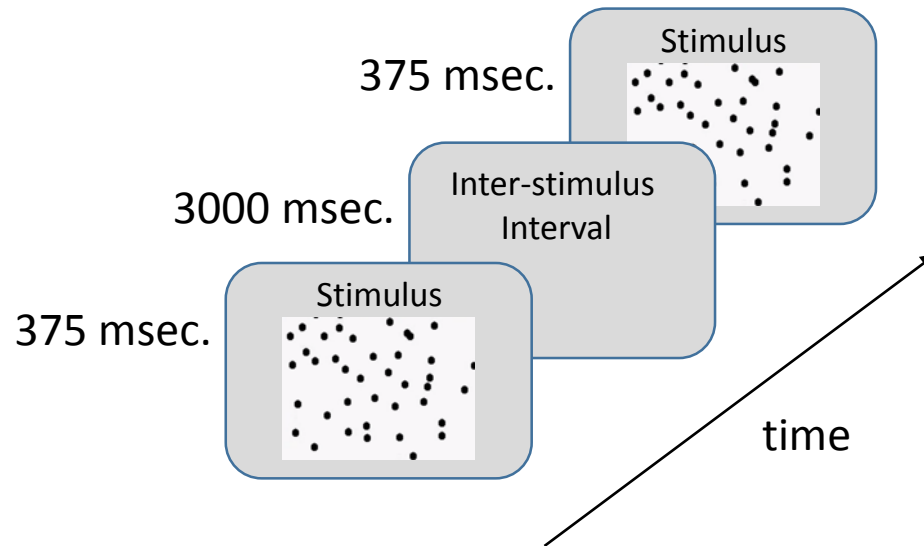 Stimulus
375 msec.
Inter-stimulus
Interval
3000 msec.
Stimulus
375 msec.
time